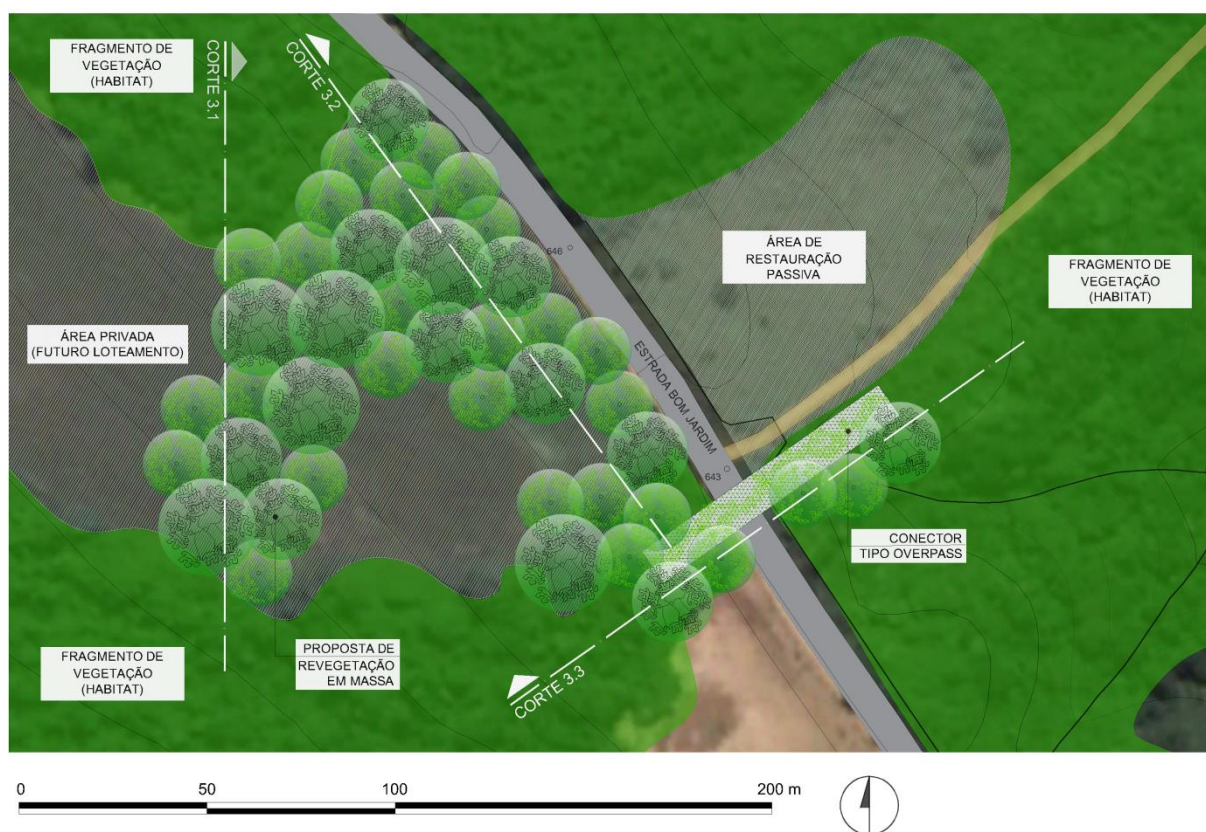 FRAGMENTO DE
VEGETAÇÃO
(HABITAT)
CORTE 3.1
CORTE 3.2
646
ÁREA DE
RESTAURAÇÃO
PASSIVA
FRAGMENTO DE
VEGETAÇÃO
(HABITAT)
ÁREA PRIVADA
(FUTURO LOTEAMENTO)
ESTRADA BOM JARDIM
643
CONECTOR
TIPO OVERPASS
FRAGMENTO DE
VEGETAÇÃO
(HABITAT)
PROPOSTA DE
REVEGETAÇÃO
EM MASSA
CORTE 3.3
0 50 100 200 m